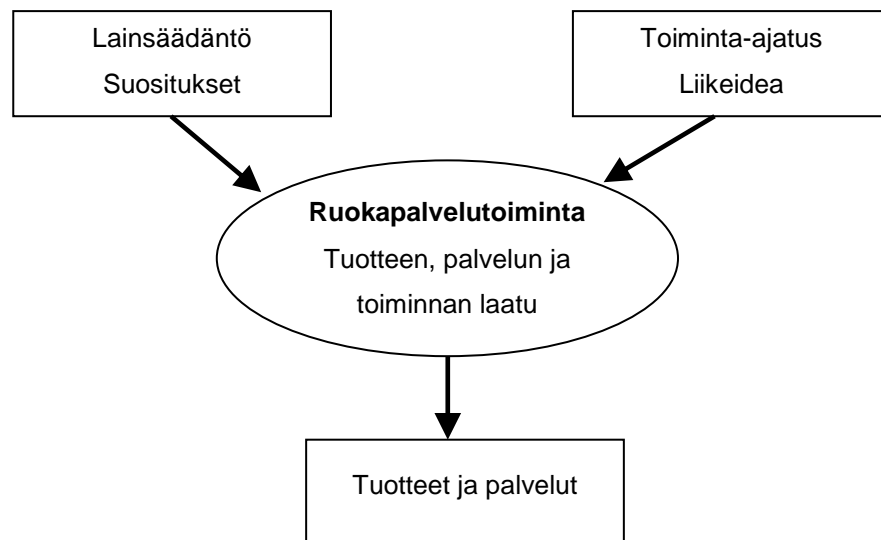 Lainsäädäntö
Suositukset
Toiminta-ajatus
Liikeidea
Ruokapalvelutoiminta
Tuotteen, palvelun ja
toiminnan laatu
Tuotteet ja palvelut